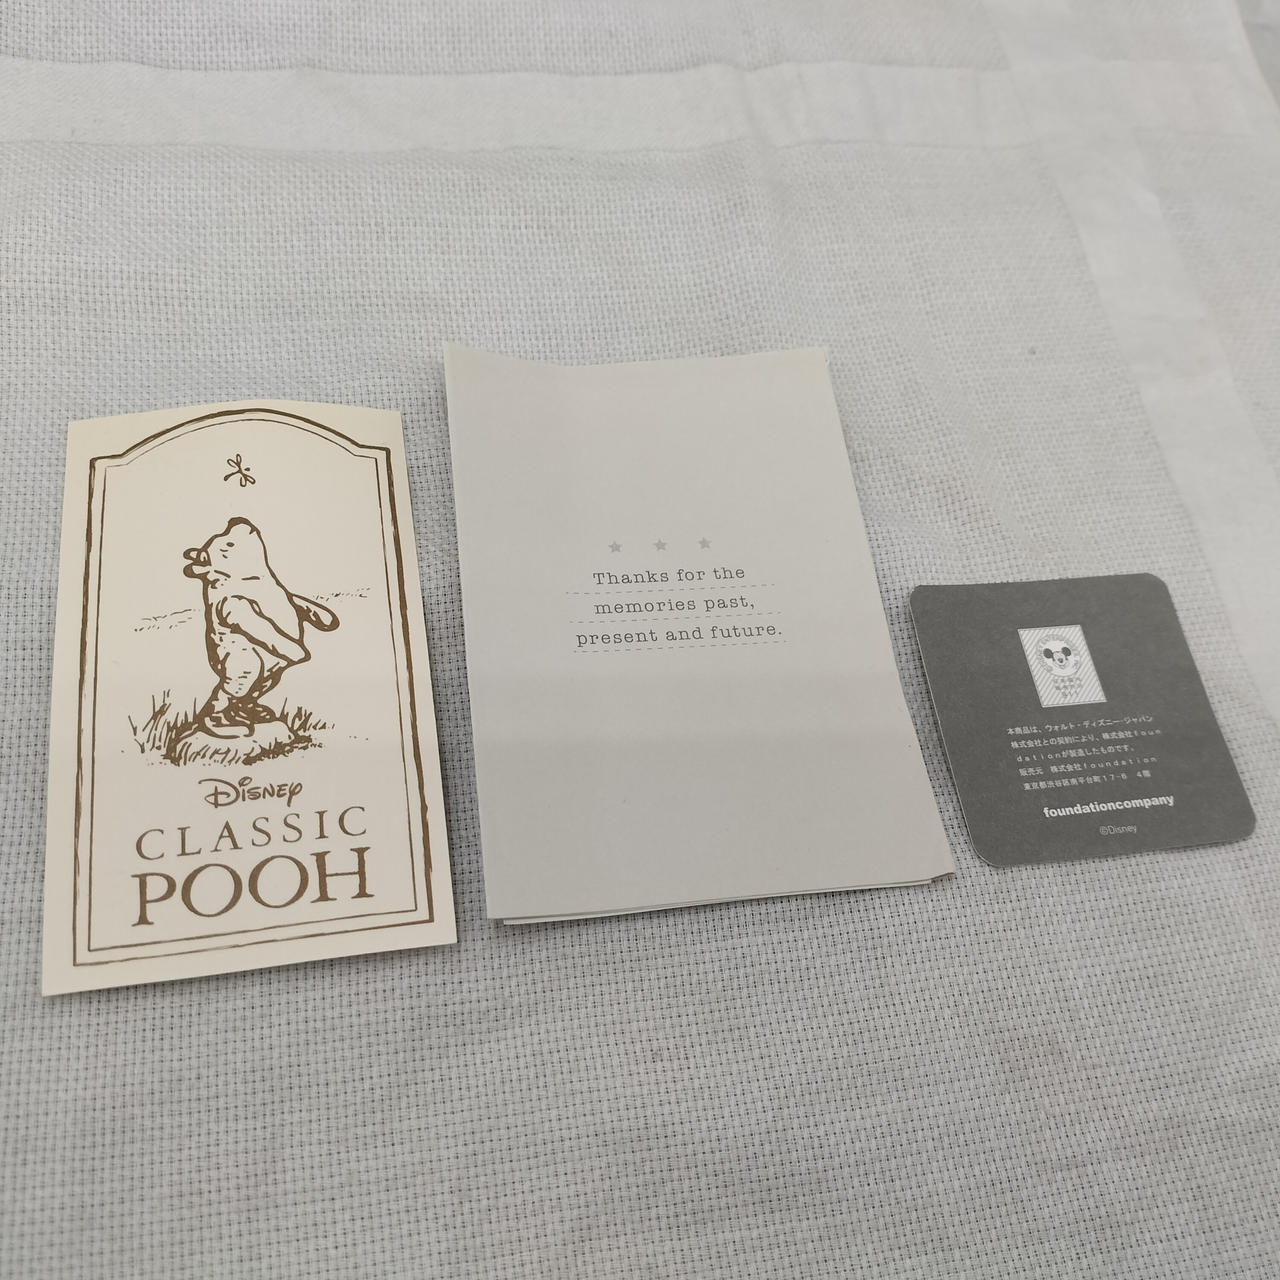 Disney
CLASSIC
POOH
Thanks for the
memories past,
present and future.
本商品は、ウォルト・ディズニー・ジャパン
株式会社との契約により、株式会社foun
dationが製造したものです。
販売元 株式会社foundation
東京都渋谷区南平台町17-6 4階
foundationcompany
©Disney